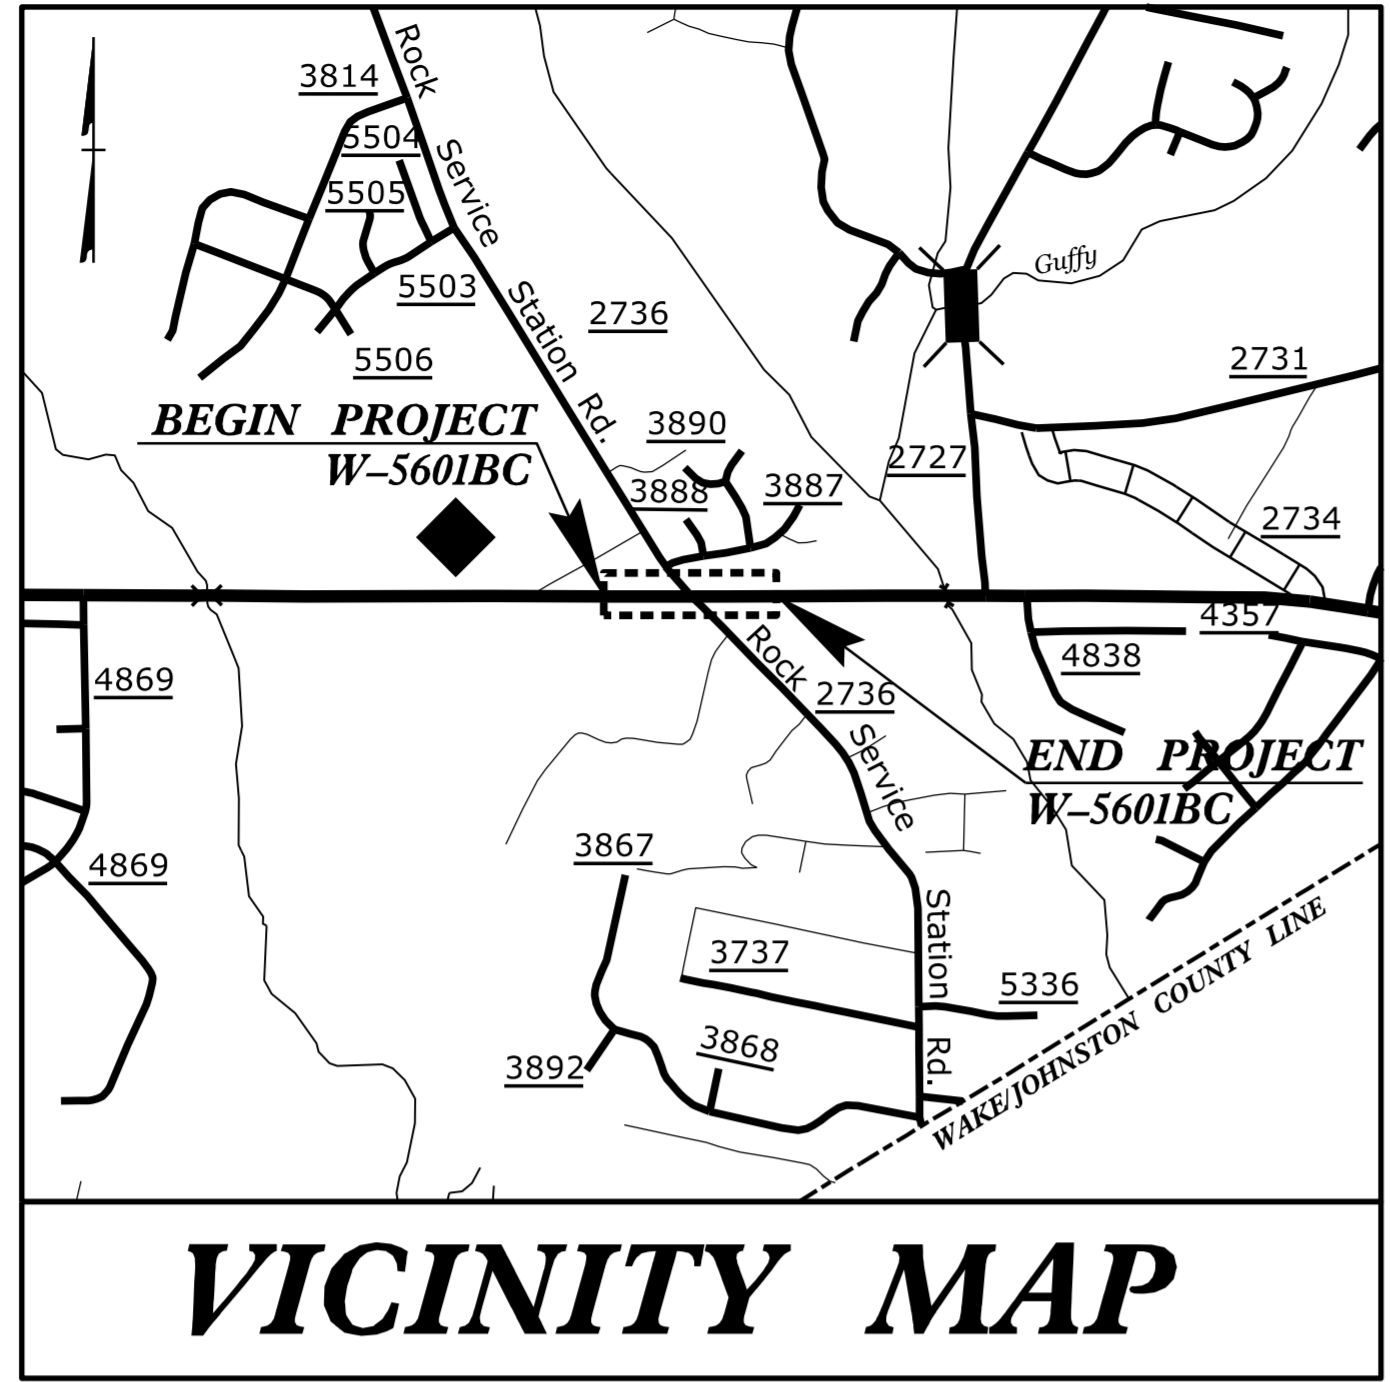 Rock Service Station Rd.
3814
5504
5505
5503
5506
2736
Guffy
2731
BEGIN PROJECT
W–5601BC
3890
3888
3887
2727
2734
4357
4838
4869
Rock Service Station Rd.
2736
END PROJECT
W–5601BC
4869
3867
3737
5336
3868
3892
WAKE/JOHNSTON COUNTY LINE
VICINITY MAP